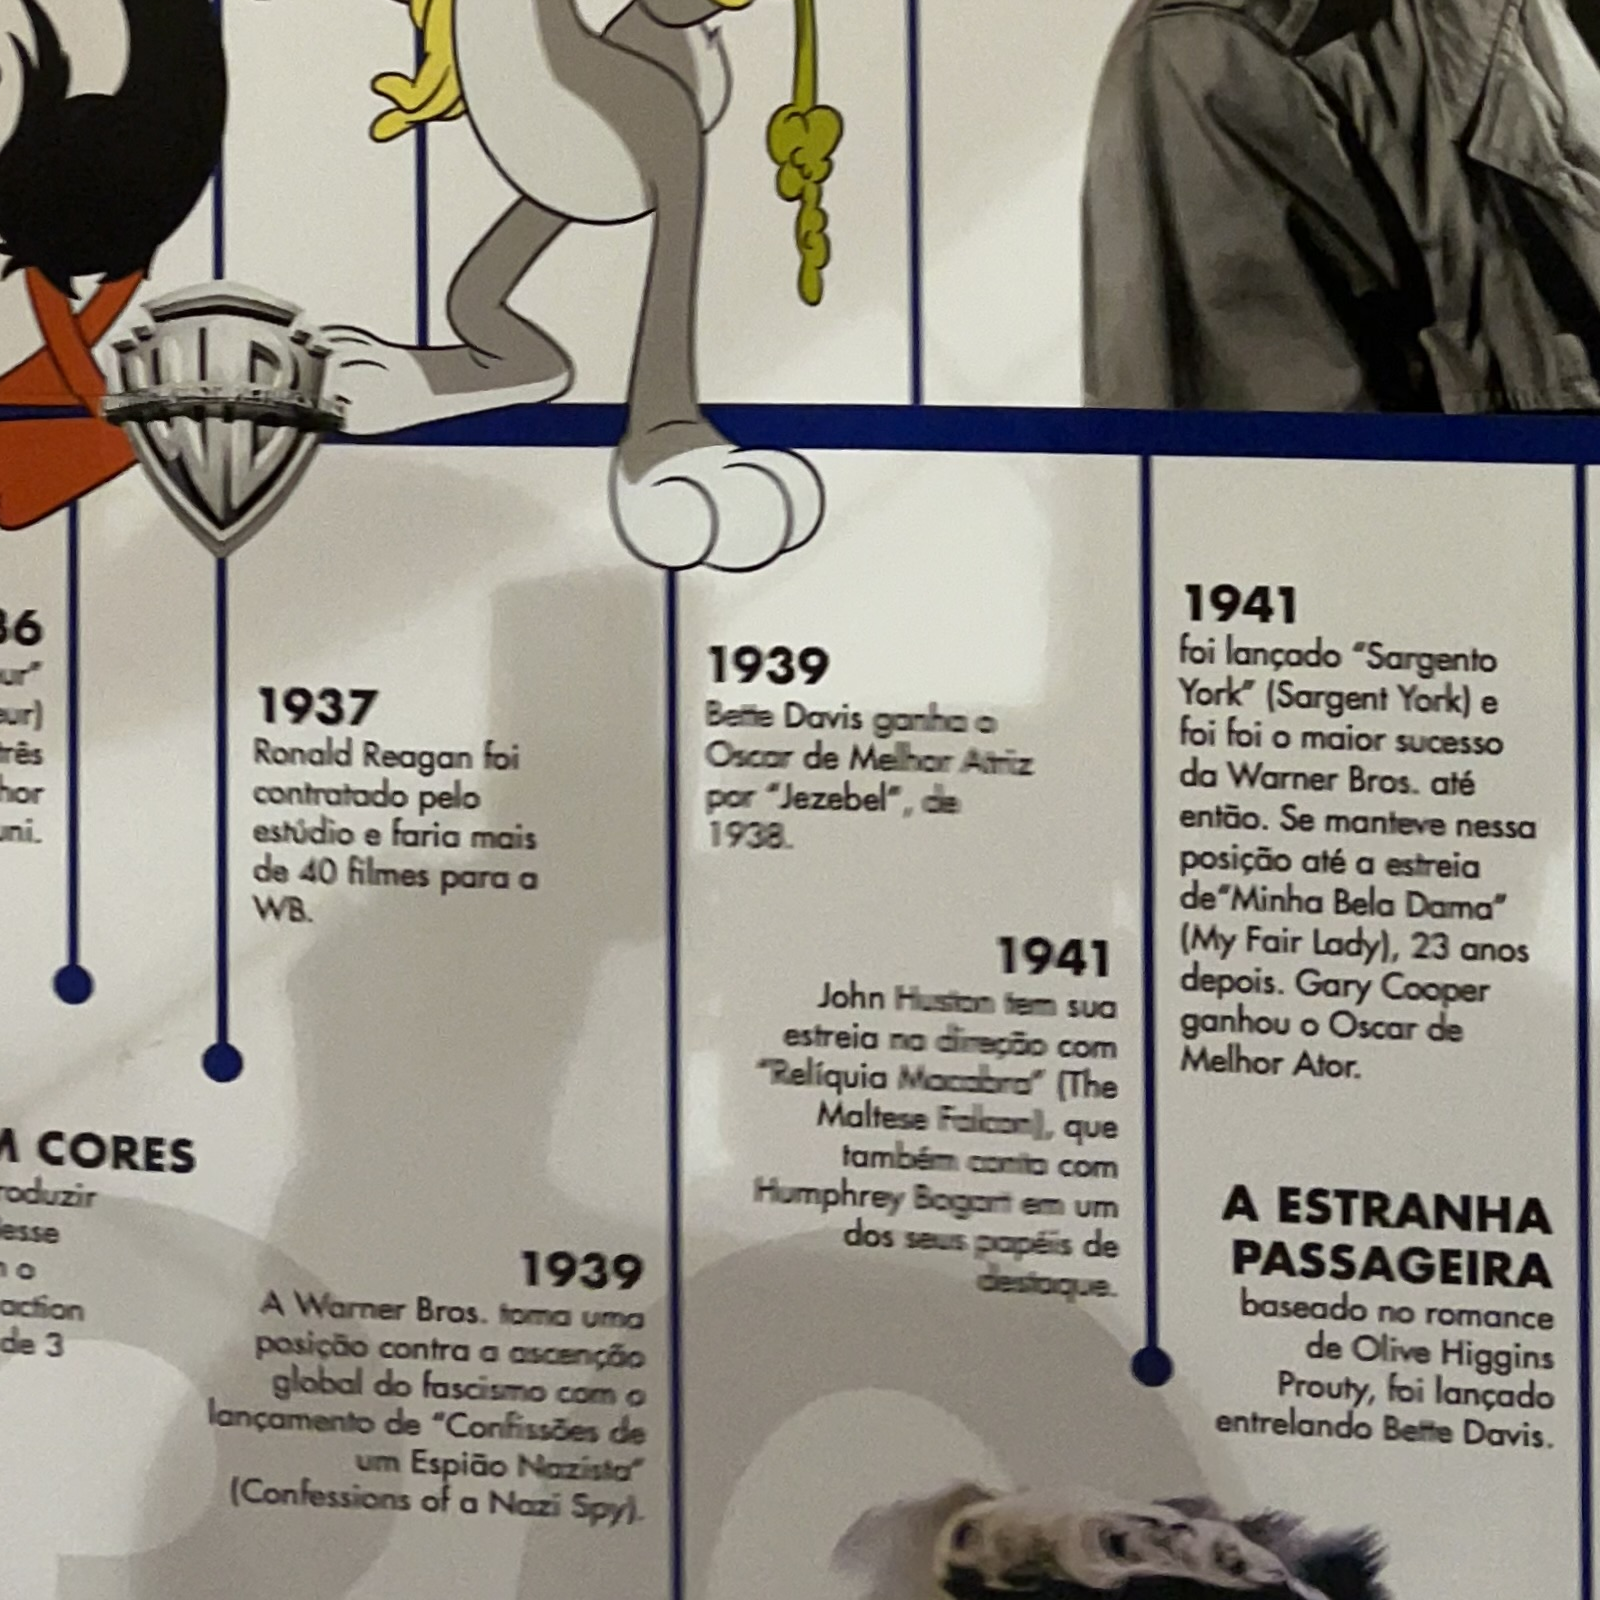 36
ur"
eur)
três
hor
uni.
M CORES
roduzir
desse
n o
action
de 3
1937
Ronald Reagan foi
contratado pelo
estúdio e faria mais
de 40 filmes para a
WB.
1939
A Warner Bros. toma uma
posição contra a ascenção
global do fascismo com o
lançamento de "Confissões de
um Espião Nazista"
(Confessions of a Nazi Spy).
1939
Bette Davis ganha o
Oscar de Melhor Atriz
por "Jezebel", de
1938.
1941
John Huston tem sua
estreia na direção com
"Relíquia Macabra" (The
Maltese Falcon), que
também conta com
Humphrey Bogart em um
dos seus papéis de
destaque.
1941
foi lançado "Sargento
York" (Sargent York) e
foi foi o maior sucesso
da Warner Bros. até
então. Se manteve nessa
posição até a estreia
de"Minha Bela Dama"
(My Fair Lady), 23 anos
depois. Gary Cooper
ganhou o Oscar de
Melhor Ator.
A ESTRANHA
PASSAGEIRA
baseado no romance
de Olive Higgins
Prouty, foi lançado
entrelando Bette Davis.